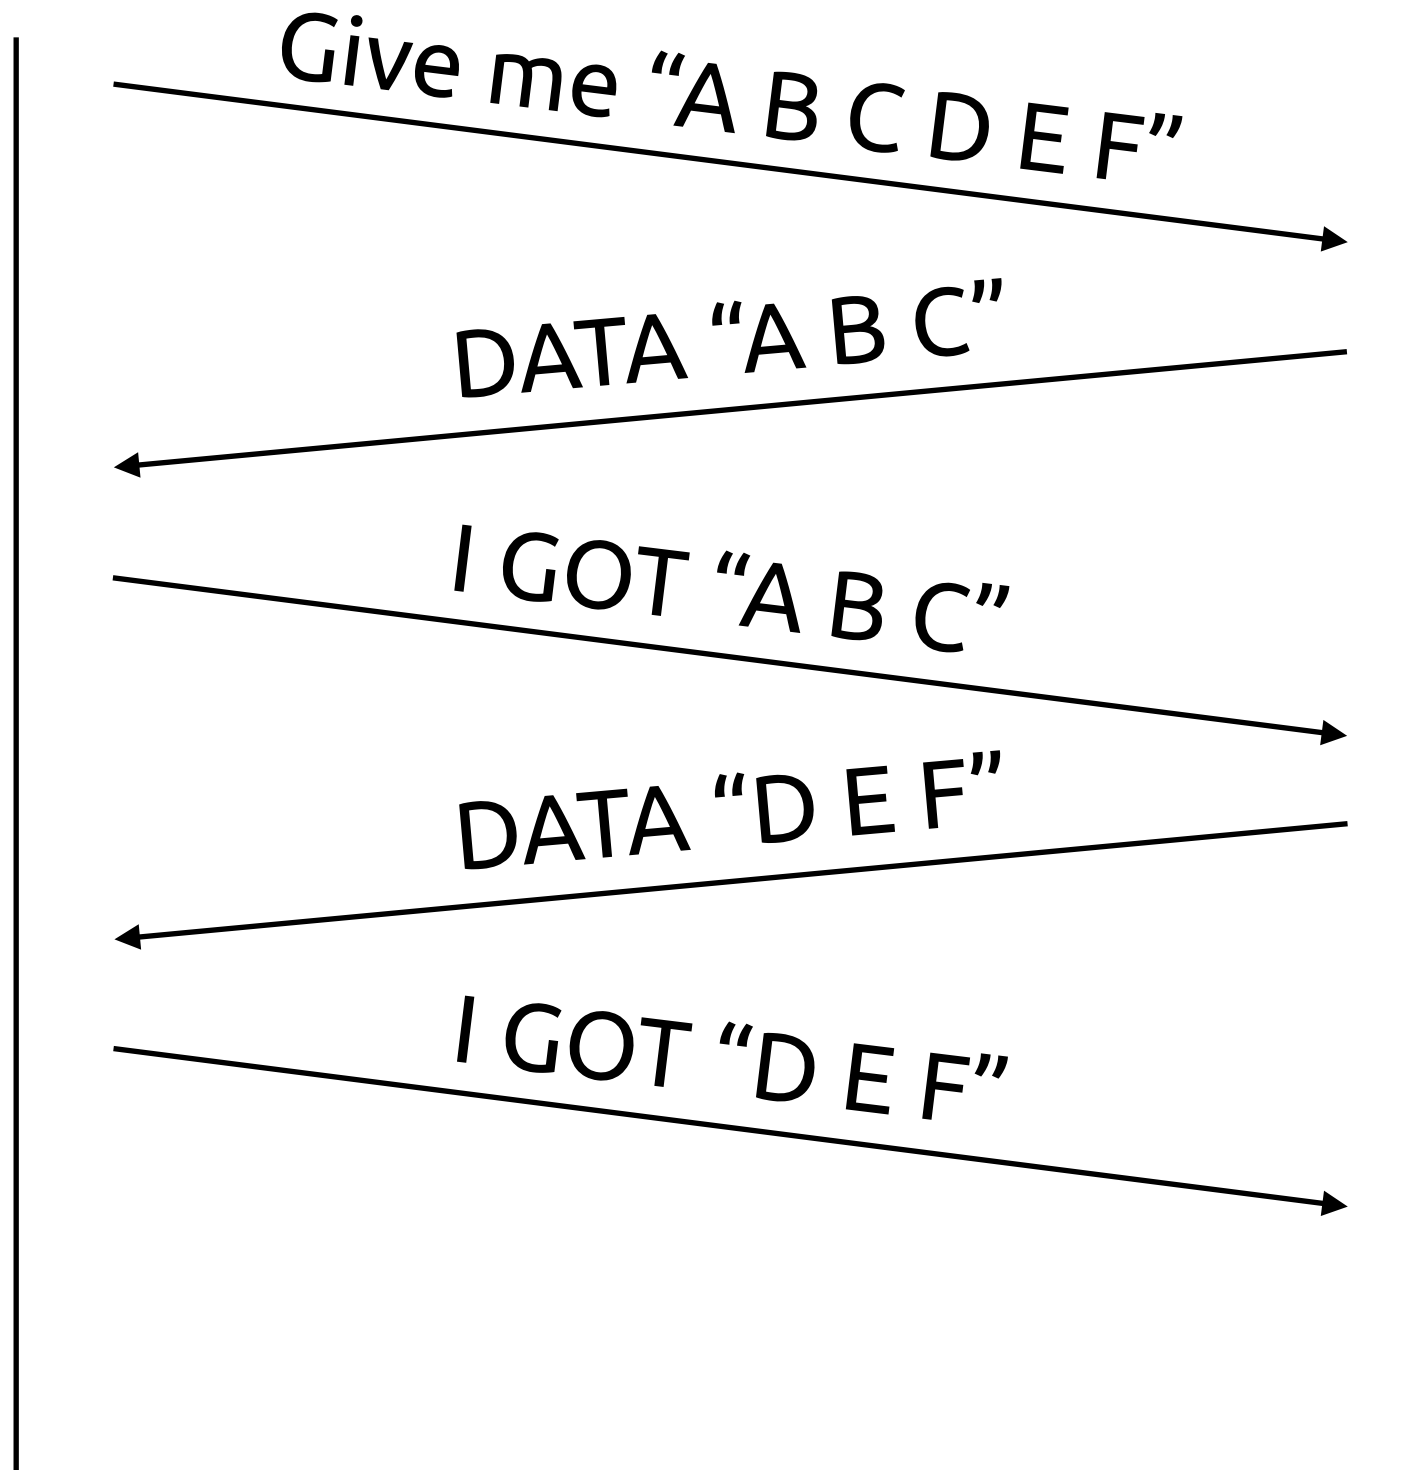 Give me “A B C D E F”
DATA “A B C”
I GOT “A B C”
DATA “D E F”
I GOT “D E F”